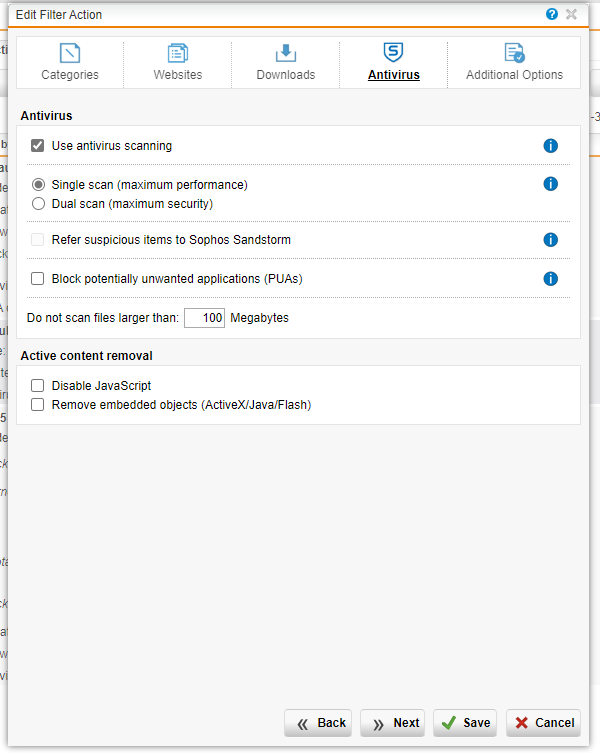 Edit Filter Action
Categories
Websites
Downloads
Antivirus
Additional Options
Antivirus
Use antivirus scanning
Single scan (maximum performance)
Dual scan (maximum security)
Refer suspicious items to Sophos Sandstorm
Block potentially unwanted applications (PUAs)
Do not scan files larger than: 100 Megabytes
Active content removal
Disable JavaScript
Remove embedded objects (ActiveX/Java/Flash)
Back
Next
Save
Cancel